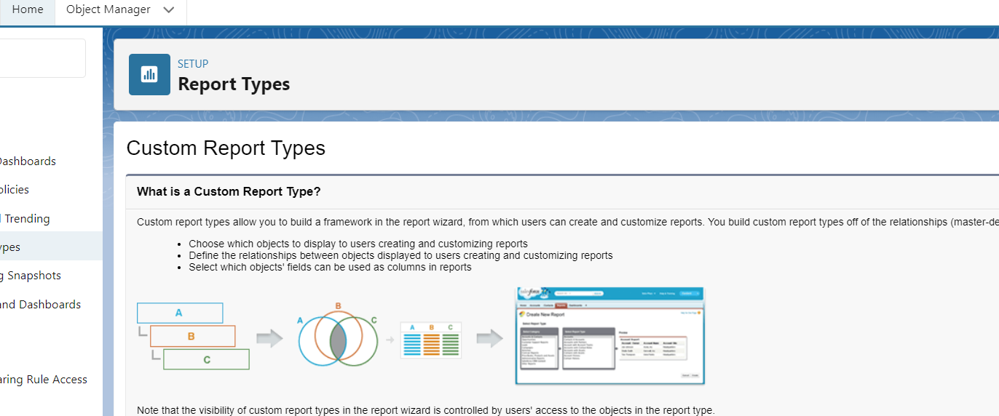 Home Object Manager
SETUP
Report Types
Dashboards
olicies
Trending
ypes
g Snapshots
and Dashboards
aring Rule Access
Custom Report Types
What is a Custom Report Type?
Custom report types allow you to build a framework in the report wizard, from which users can create and customize reports. You build custom report types off of the relationships (master-de
• Choose which objects to display to users creating and customizing reports
• Define the relationships between objects displayed to users creating and customizing reports
• Select which objects' fields can be used as columns in reports
A
B
C
A B C
A B C
salesforce
Create New Report
Select Report Type
Note that the visibility of custom report types in the report wizard is controlled by users' access to the objects in the report type.